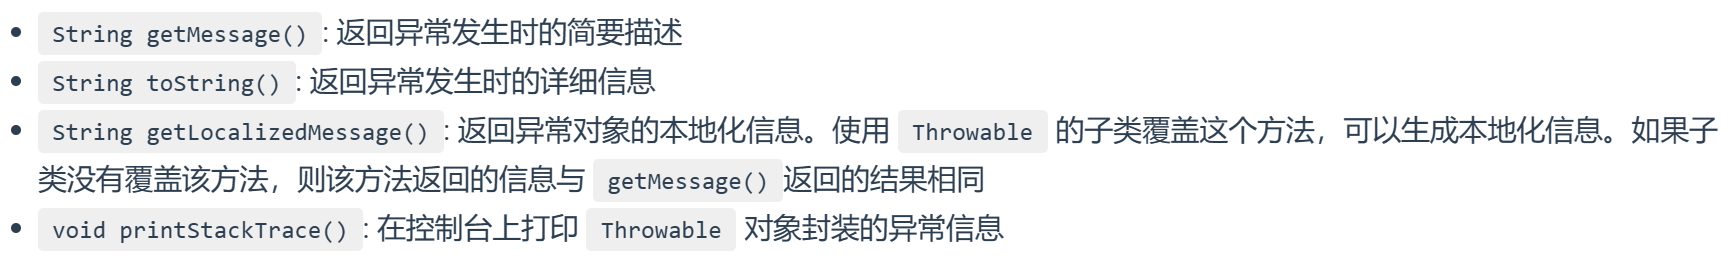 String getMessage() : 返回异常发生时的简要描述
String toString() : 返回异常发生时的详细信息
String getLocalizedMessage() : 返回异常对象的本地化信息。使用 Throwable 的子类覆盖这个方法，可以生成本地化信息。如果子
类没有覆盖该方法，则该方法返回的信息与 getMessage() 返回的结果相同
void printStackTrace() : 在控制台上打印 Throwable 对象封装的异常信息